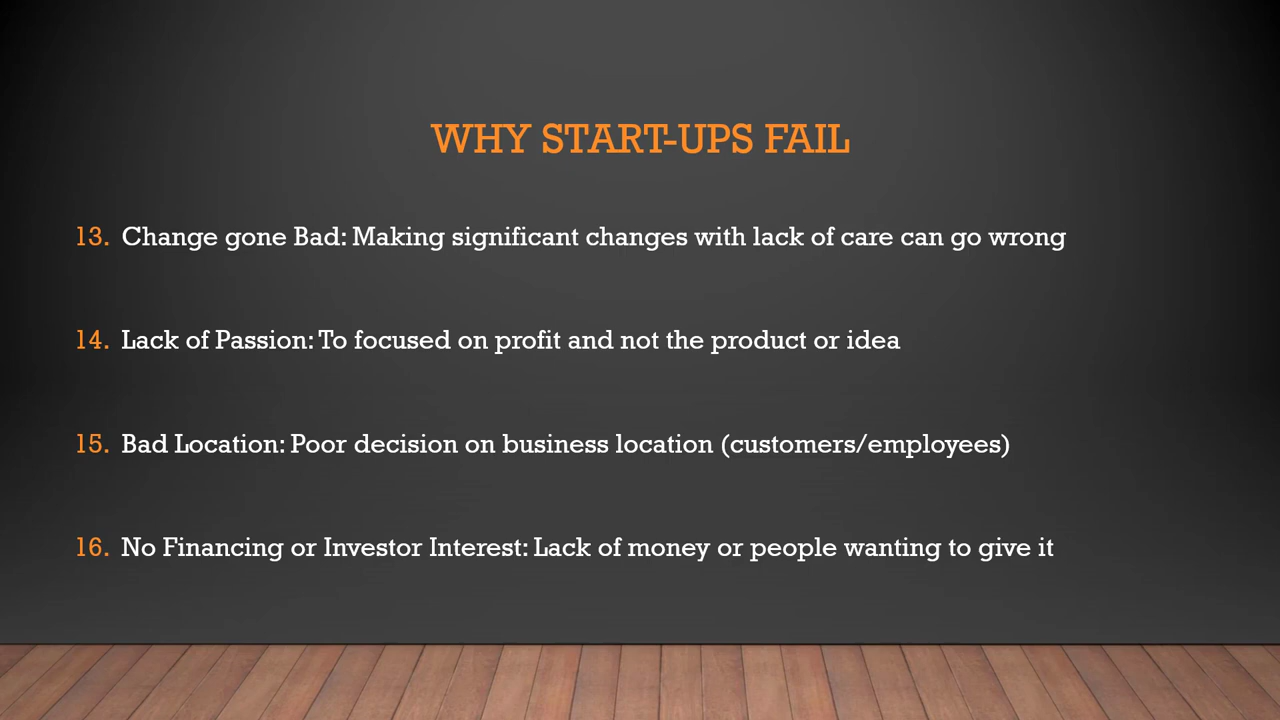 WHY START-UPS FAIL
13. Change gone Bad: Making significant changes with lack of care can go wrong
14. Lack of Passion: To focused on profit and not the product or idea
15. Bad Location: Poor decision on business location (customers/employees)
16. No Financing or Investor Interest: Lack of money or people wanting to give it